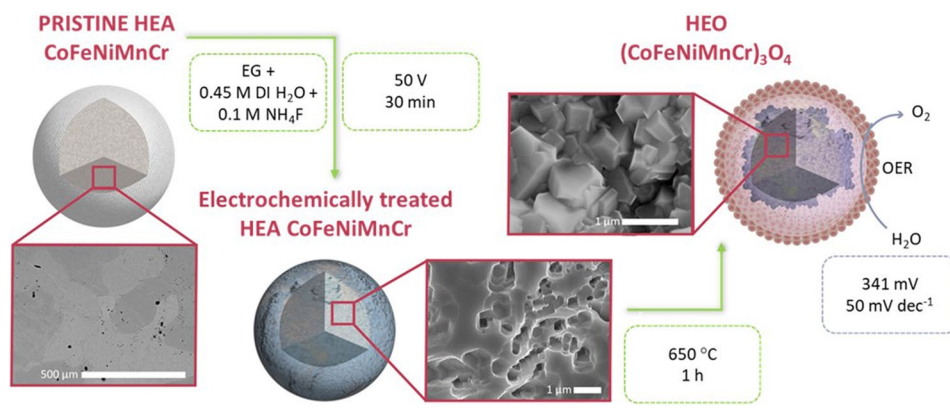 PRISTINE HEA
CoFeNiMnCr
EG +
0.45 M DI H₂O +
0.1 M NH₄F
50 V
30 min
500 µm
Electrochemically treated
HEA CoFeNiMnCr
1 µm
650 °C
1 h
HEO
(CoFeNiMnCr)₃O₄
1 µm
O₂
OER
H₂O
341 mV
50 mV dec⁻¹